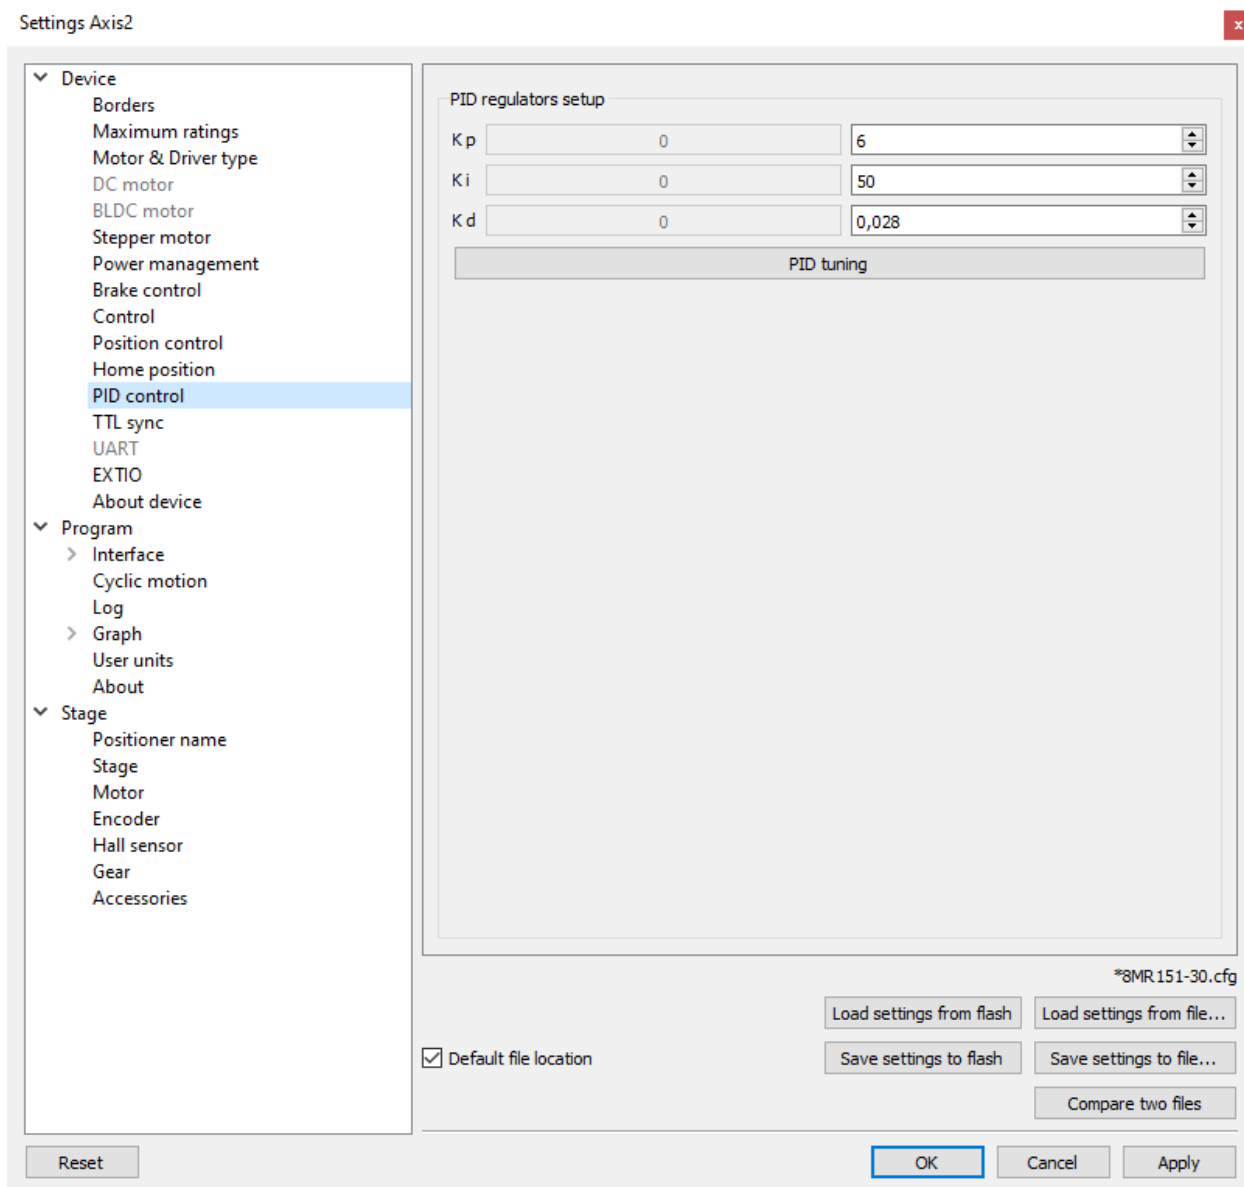 Settings Axis2
x
Device
Borders
Maximum ratings
Motor & Driver type
DC motor
BLDC motor
Stepper motor
Power management
Brake control
Control
Position control
Home position
PID control
TTL sync
UART
EXTIO
About device
Program
Interface
Cyclic motion
Log
Graph
User units
About
Stage
Positioner name
Stage
Motor
Encoder
Hall sensor
Gear
Accessories
PID regulators setup
Kp 0 6
Ki 0 50
Kd 0 0,028
PID tuning
*8MR151-30.cfg
Load settings from flash Load settings from file...
Default file location Save settings to flash Save settings to file...
Compare two files
Reset OK Cancel Apply